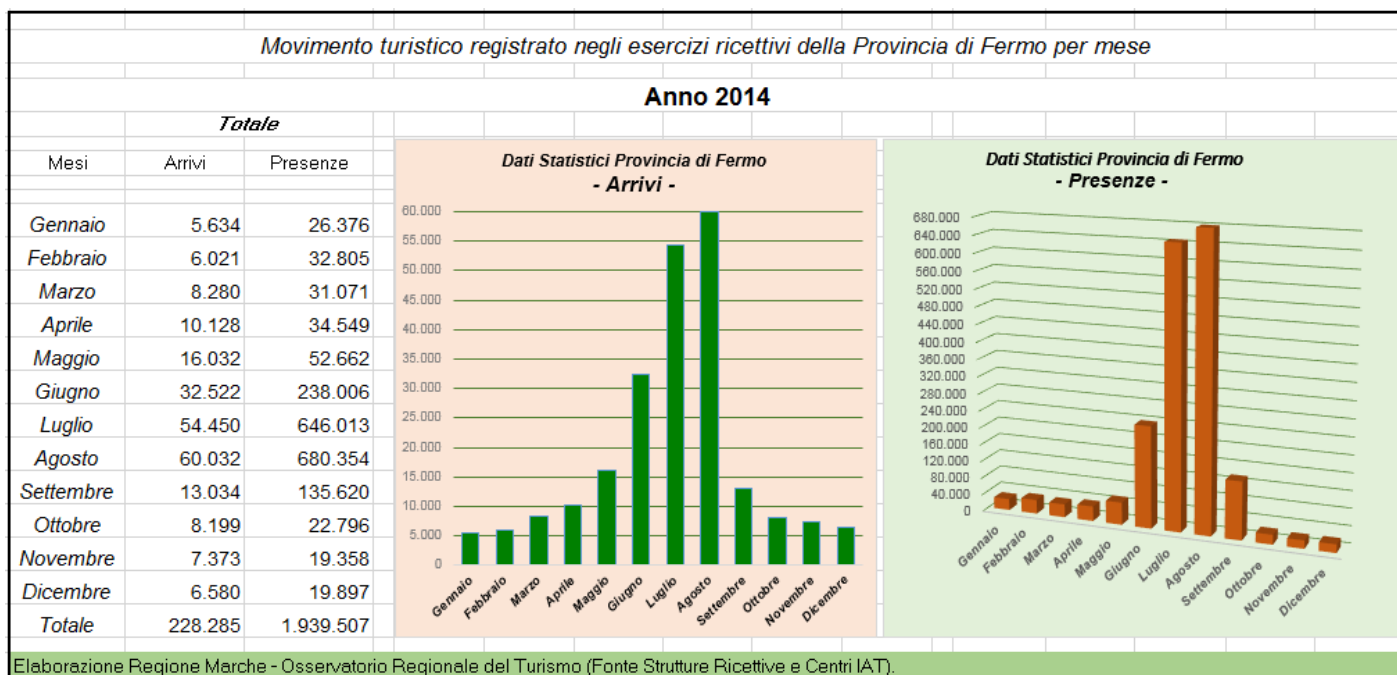 Movimento turistico registrato negli esercizi ricettivi della Provincia di Fermo per mese
Anno 2014
Totale
Mesi Arrivi Presenze
Gennaio 5.634 26.376
Febbraio 6.021 32.805
Marzo 8.280 31.071
Aprile 10.128 34.549
Maggio 16.032 52.662
Giugno 32.522 238.006
Luglio 54.450 646.013
Agosto 60.032 680.354
Settembre 13.034 135.620
Ottobre 8.199 22.796
Novembre 7.373 19.358
Dicembre 6.580 19.897
Totale 228.285 1.939.507
Dati Statistici Provincia di Fermo
- Arrivi -
60.000
55.000
50.000
45.000
40.000
35.000
30.000
25.000
20.000
15.000
10.000
5.000
0
Gennaio Febbraio Marzo Aprile Maggio Giugno Luglio Agosto Settembre Ottobre Novembre Dicembre
Dati Statistici Provincia di Fermo
- Presenze -
680.000
640.000
600.000
560.000
520.000
480.000
440.000
400.000
360.000
320.000
280.000
240.000
200.000
160.000
120.000
80.000
40.000
0
Gennaio Febbraio Marzo Aprile Maggio Giugno Luglio Agosto Settembre Ottobre Novembre Dicembre
Elaborazione Regione Marche - Osservatorio Regionale del Turismo (Fonte Strutture Ricettive e Centri IAT).